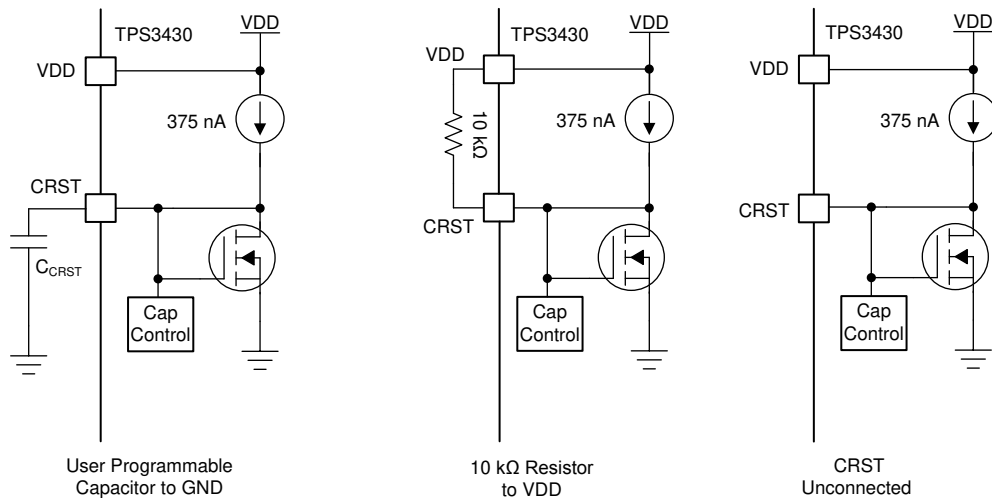 TPS3430
VDD
VDD
375 nA
CRST
C_CRST
Cap
Control
User Programmable
Capacitor to GND
TPS3430
VDD
VDD
10 kΩ
375 nA
CRST
Cap
Control
10 kΩ Resistor
to VDD
TPS3430
VDD
VDD
375 nA
CRST
Cap
Control
CRST
Unconnected